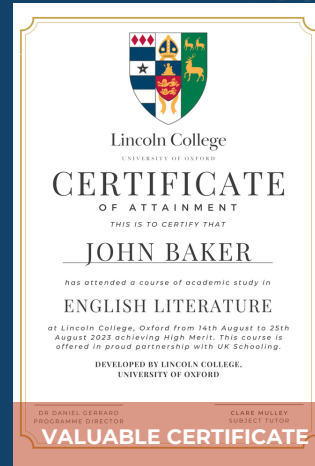 Lincoln College
UNIVERSITY OF OXFORD
CERTIFICATE
OF ATTAINMENT
THIS IS TO CERTIFY THAT
JOHN BAKER
has attended a course of academic study in
ENGLISH LITERATURE
at Lincoln College, Oxford from 14th August to 25th
August 2023 achieving High Merit. This course is
offered in proud partnership with UK Schooling.
DEVELOPED BY LINCOLN COLLEGE,
UNIVERSITY OF OXFORD
DR DANIEL GERRARD CLARE MULLEY
PROGRAMME DIRECTOR SUBJECT TUTOR
VALUABLE CERTIFICATE